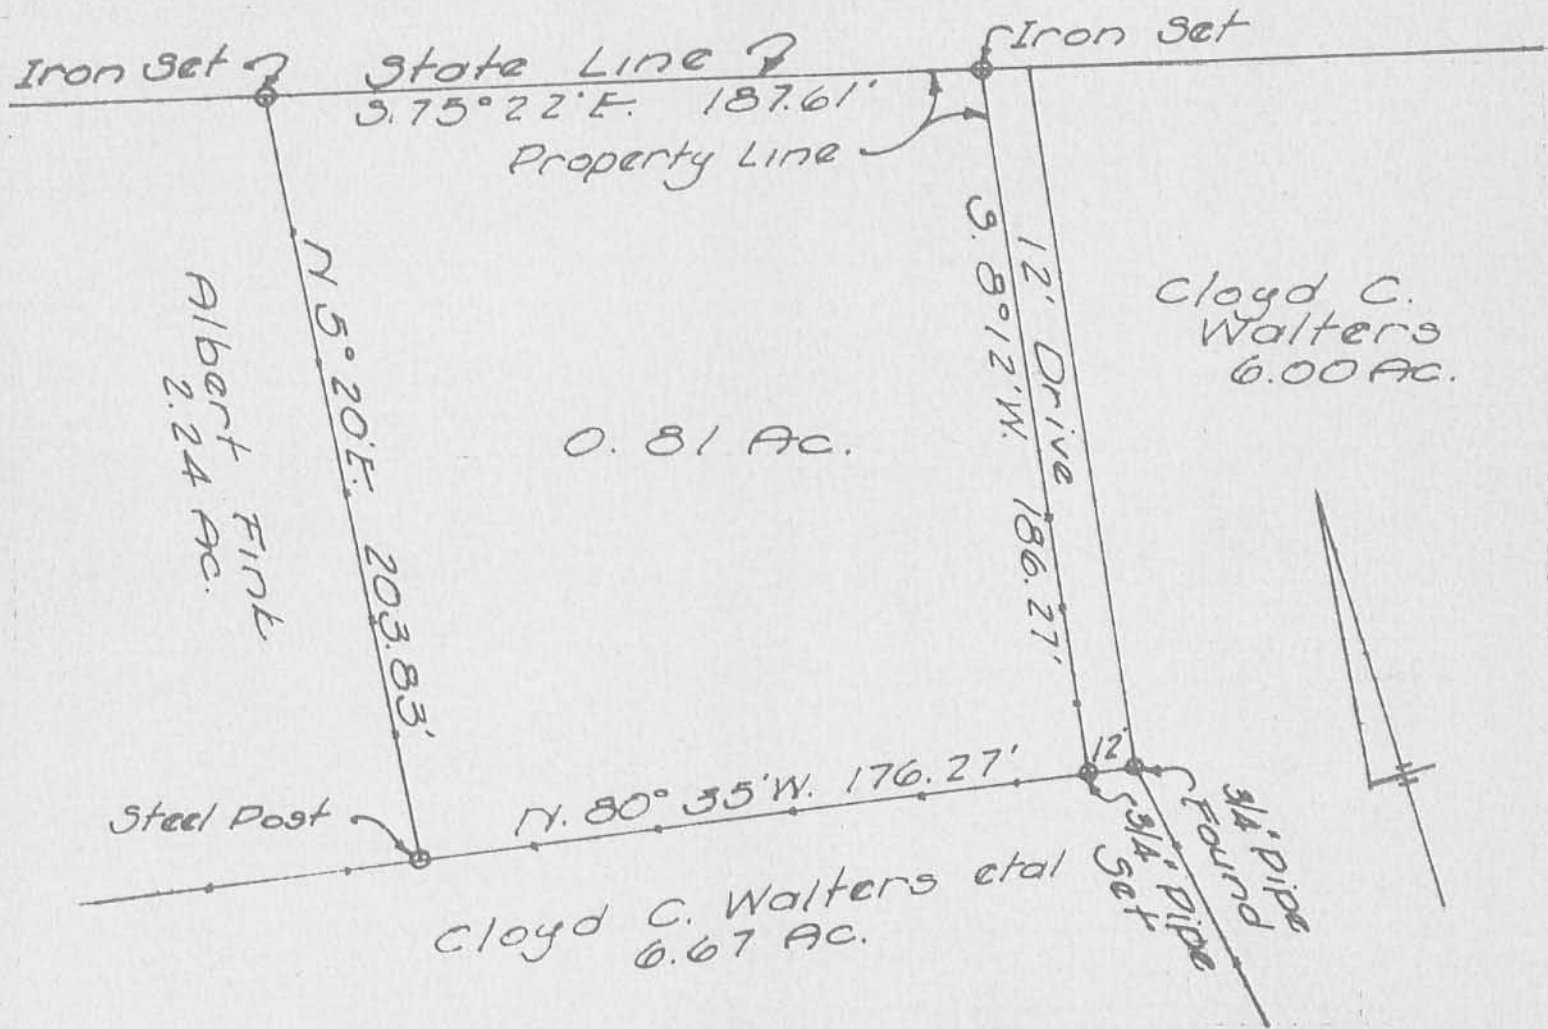 Iron Set
State Line
Iron Set
S. 75° 22' E. 187.61'
Property Line
N 5° 20' E. 203.83'
Albert Fink
2.24 Ac.
0.81 Ac.
S. 8° 12' W. 186.27'
12' Drive
Cloyd C.
Walters
6.00 Ac.
Steel Post
N. 80° 35' W. 176.27'
12'
3/4" Pipe
Set
3/4" Pipe
Found
Cloyd C. Walters etal
6.67 Ac.